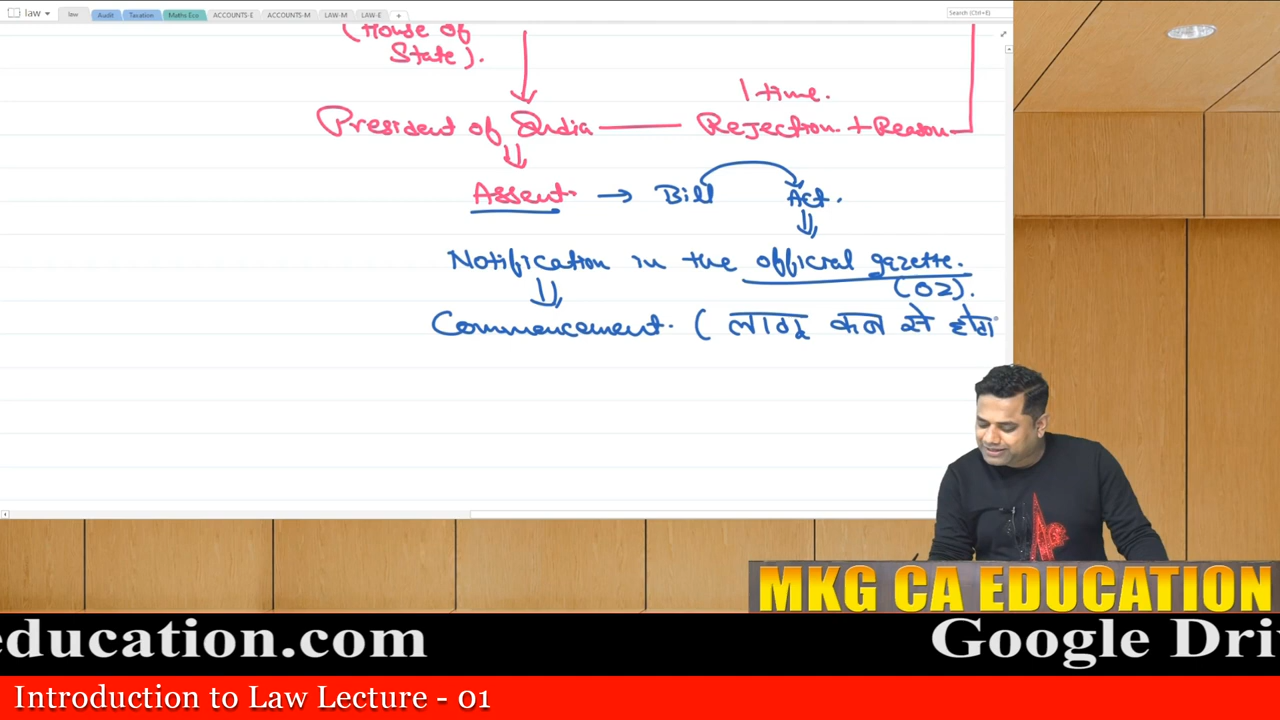 law
law
Audit
Taxation
Maths Eco
ACCOUNTS-E
ACCOUNTS-M
LAW-M
LAW-E
+
Search (Ctrl+E)
(House of
State).
1 time.
President of India — Rejection + Reason
Assent → Bill Act.
Notification in the official gazette.
(02).
Commencement. ( लागू कब से होगा
MKG CA EDUCATION
education.com
Google Dri
Introduction to Law Lecture - 01